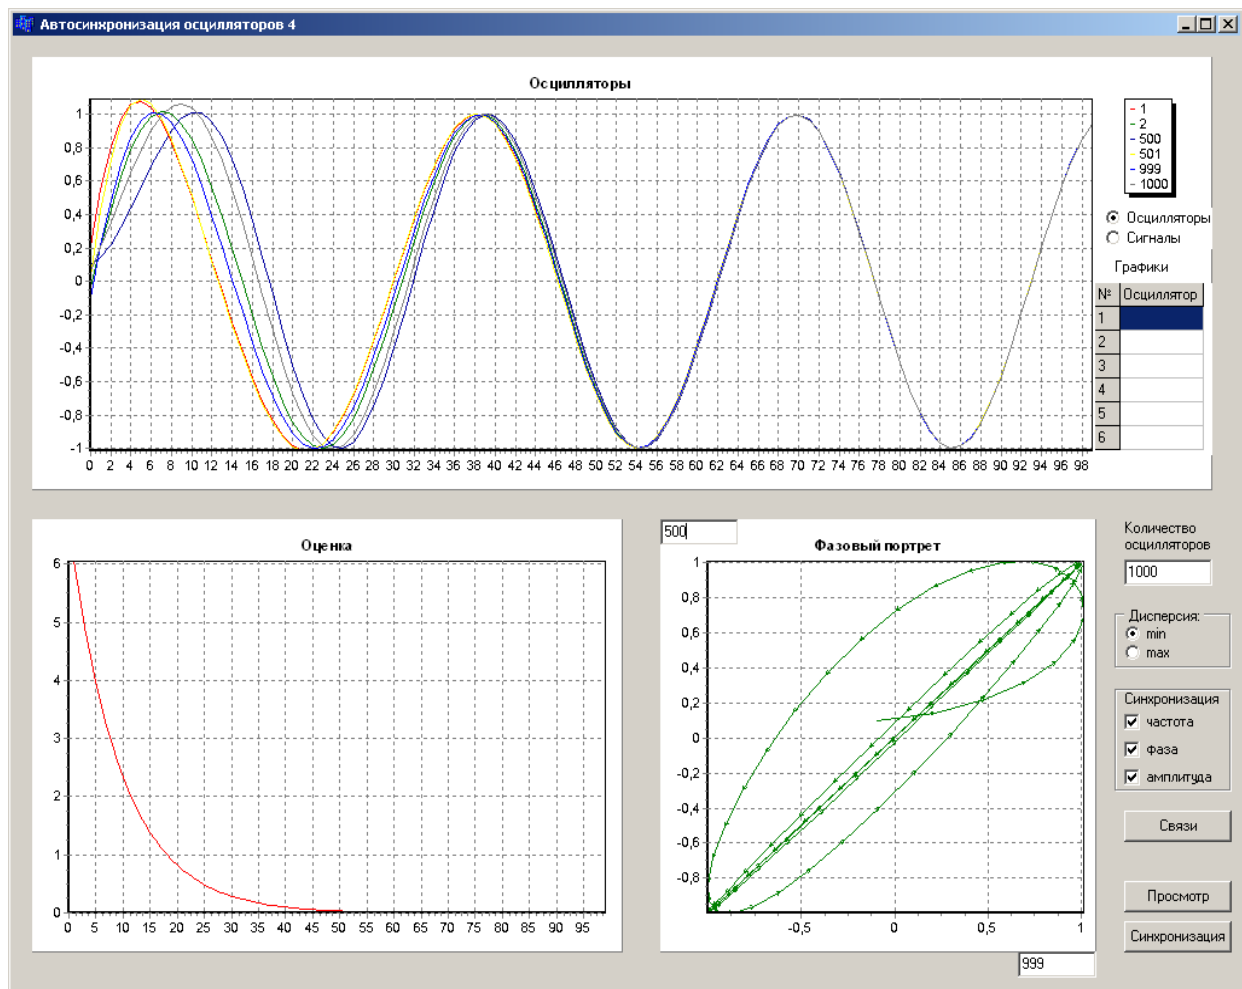 Автосинхронизация осцилляторов 4
Осцилляторы
1
0,8
0,6
0,4
0,2
0
-0,2
-0,4
-0,6
-0,8
-1
0 2 4 6 8 10 12 14 16 18 20 22 24 26 28 30 32 34 36 38 40 42 44 46 48 50 52 54 56 58 60 62 64 66 68 70 72 74 76 78 80 82 84 86 88 90 92 94 96 98
1
2
500
501
999
1000
Осцилляторы
Сигналы
Графики
№ Осциллятор
1
2
3
4
5
6
Оценка
6
5
4
3
2
1
0
0 5 10 15 20 25 30 35 40 45 50 55 60 65 70 75 80 85 90 95
500
Фазовый портрет
1
0,8
0,6
0,4
0,2
0
-0,2
-0,4
-0,6
-0,8
-0,5 0 0,5 1
999
Количество
осцилляторов
1000
Дисперсия:
min
max
Синхронизация
частота
фаза
амплитуда
Связи
Просмотр
Синхронизация